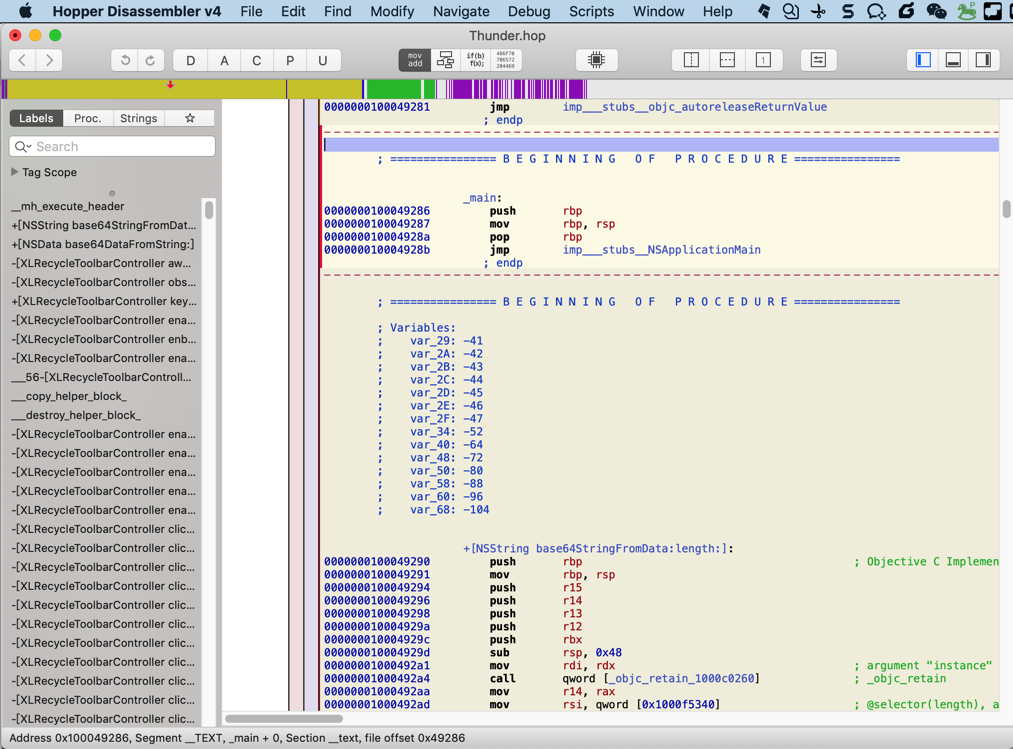 Hopper Disassembler v4 File Edit Find Modify Navigate Debug Scripts Window Help
Thunder.hop
D A C P U
mov add
if(b) f(x);
486F70 706572 204469
1
Labels Proc. Strings
Search
Tag Scope
__mh_execute_header
+[NSString base64StringFromDat...
+[NSData base64DataFromString:]
-[XLRecycleToolbarController aw...
-[XLRecycleToolbarController obs...
+[XLRecycleToolbarController key...
-[XLRecycleToolbarController ena...
-[XLRecycleToolbarController enb...
-[XLRecycleToolbarController ena...
___56-[XLRecycleToolbarControll...
___copy_helper_block_
___destroy_helper_block_
-[XLRecycleToolbarController ena...
-[XLRecycleToolbarController ena...
-[XLRecycleToolbarController ena...
-[XLRecycleToolbarController ena...
-[XLRecycleToolbarController ena...
-[XLRecycleToolbarController clic...
-[XLRecycleToolbarController clic...
-[XLRecycleToolbarController clic...
-[XLRecycleToolbarController clic...
-[XLRecycleToolbarController clic...
-[XLRecycleToolbarController clic...
-[XLRecycleToolbarController clic...
-[XLRecycleToolbarController clic...
-[XLRecycleToolbarController clic...
-[XLRecycleToolbarController clic...
-[XLRecycleToolbarController clic...
0000000100049281 jmp imp___stubs__objc_autoreleaseReturnValue
; endp
; ================ B E G I N N I N G O F P R O C E D U R E ================
_main:
0000000100049286 push rbp
0000000100049287 mov rbp, rsp
000000010004928a pop rbp
000000010004928b jmp imp___stubs__NSApplicationMain
; endp
; ================ B E G I N N I N G O F P R O C E D U R E ================
; Variables:
; var_29: -41
; var_2A: -42
; var_2B: -43
; var_2C: -44
; var_2D: -45
; var_2E: -46
; var_2F: -47
; var_34: -52
; var_40: -64
; var_48: -72
; var_50: -80
; var_58: -88
; var_60: -96
; var_68: -104
+[NSString base64StringFromData:length:]:
0000000100049290 push rbp ; Objective C Implemen
0000000100049291 mov rbp, rsp
0000000100049294 push r15
0000000100049296 push r14
0000000100049298 push r13
000000010004929a push r12
000000010004929c push rbx
000000010004929d sub rsp, 0x48
00000001000492a1 mov rdi, rdx ; argument "instance"
00000001000492a4 call qword [_objc_retain_1000c0260] ; _objc_retain
00000001000492aa mov r14, rax
00000001000492ad mov rsi, qword [0x1000f5340] ; @selector(length), a
Address 0x100049286, Segment __TEXT, _main + 0, Section __text, file offset 0x49286